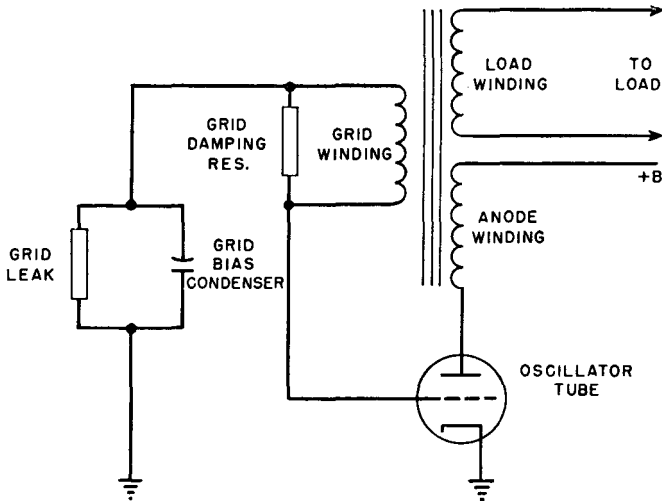 LOAD
WINDING
TO
LOAD
GRID
DAMPING
RES.
GRID
WINDING
+B
ANODE
WINDING
GRID
LEAK
GRID
BIAS
CONDENSER
OSCILLATOR
TUBE